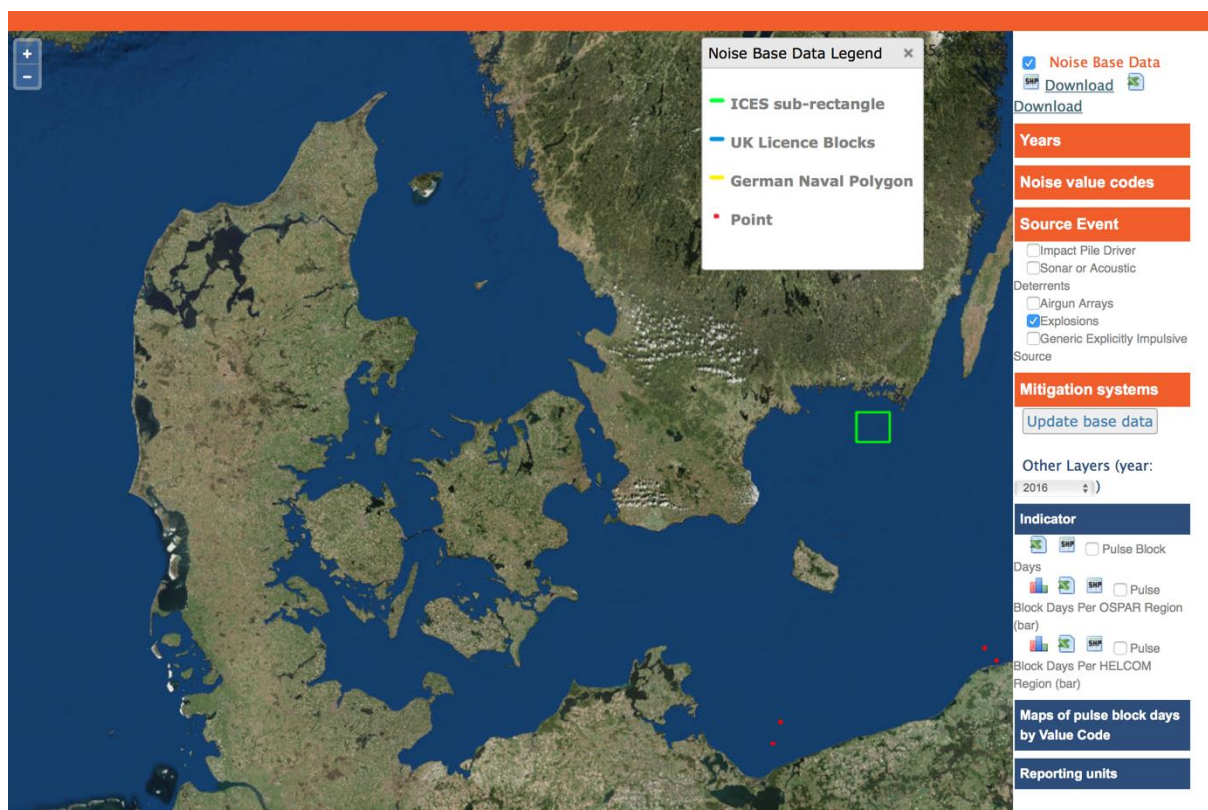 +
−
Noise Base Data Legend ×
ICES sub-rectangle
UK Licence Blocks
German Naval Polygon
Point
Noise Base Data
SHP Download
Download
Years
Noise value codes
Source Event
Impact Pile Driver
Sonar or Acoustic
Deterrents
Airgun Arrays
Explosions
Generic Explicitly Impulsive
Source
Mitigation systems
Update base data
Other Layers (year:
2016 )
Indicator
SHP Pulse Block
Days
SHP Pulse
Block Days Per OSPAR Region
(bar)
SHP Pulse
Block Days Per HELCOM
Region (bar)
Maps of pulse block days
by Value Code
Reporting units